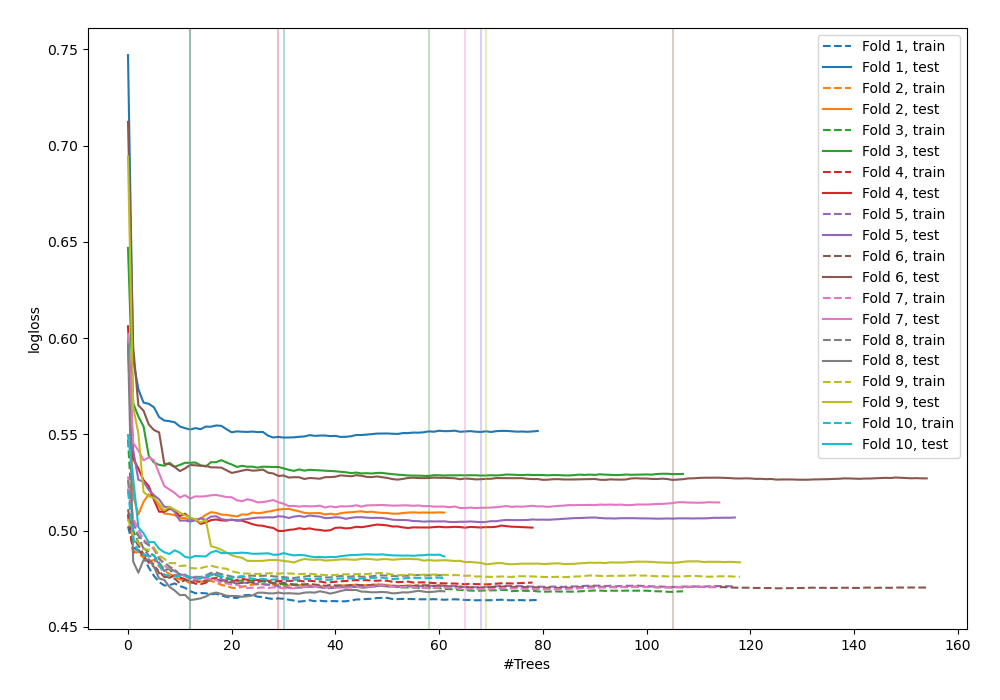 0.75
0.70
0.65
0.60
0.55
0.50
0.45
logloss
0
20
40
60
80
100
120
140
160
#Trees
Fold 1, train
Fold 1, test
Fold 2, train
Fold 2, test
Fold 3, train
Fold 3, test
Fold 4, train
Fold 4, test
Fold 5, train
Fold 5, test
Fold 6, train
Fold 6, test
Fold 7, train
Fold 7, test
Fold 8, train
Fold 8, test
Fold 9, train
Fold 9, test
Fold 10, train
Fold 10, test